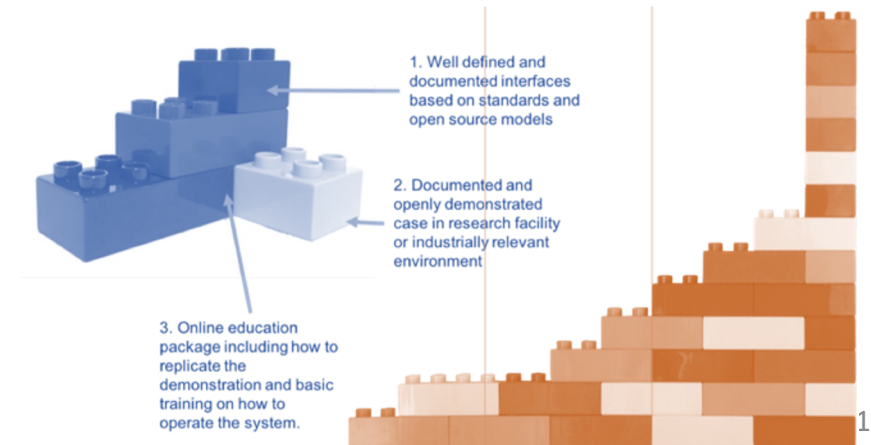 1. Well defined and
documented interfaces
based on standards and
open source models
2. Documented and
openly demonstrated
case in research facility
or industrially relevant
environment
3. Online education
package including how to
replicate the
demonstration and basic
training on how to
operate the system.
1